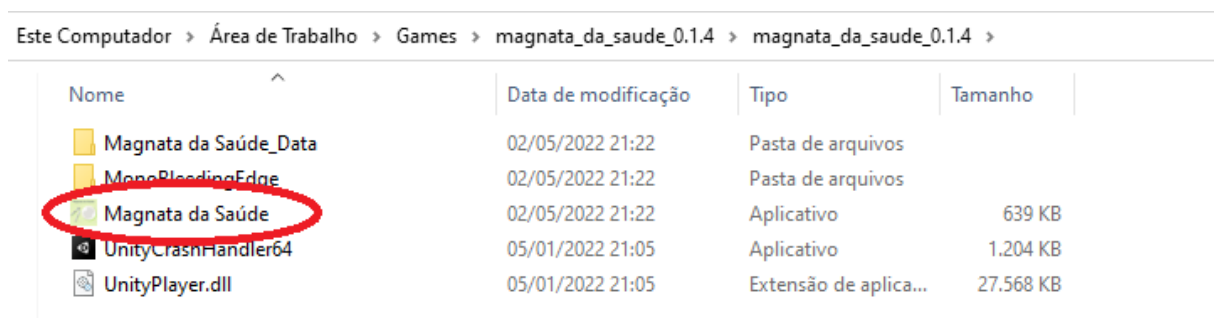 Este Computador > Área de Trabalho > Games > magnata_da_saude_0.1.4 > magnata_da_saude_0.1.4 >
Nome Data de modificação Tipo Tamanho
Magnata da Saúde_Data 02/05/2022 21:22 Pasta de arquivos
MonoBleedingEdge 02/05/2022 21:22 Pasta de arquivos
Magnata da Saúde 02/05/2022 21:22 Aplicativo 639 KB
UnityCrashHandler64 05/01/2022 21:05 Aplicativo 1.204 KB
UnityPlayer.dll 05/01/2022 21:05 Extensão de aplica... 27.568 KB